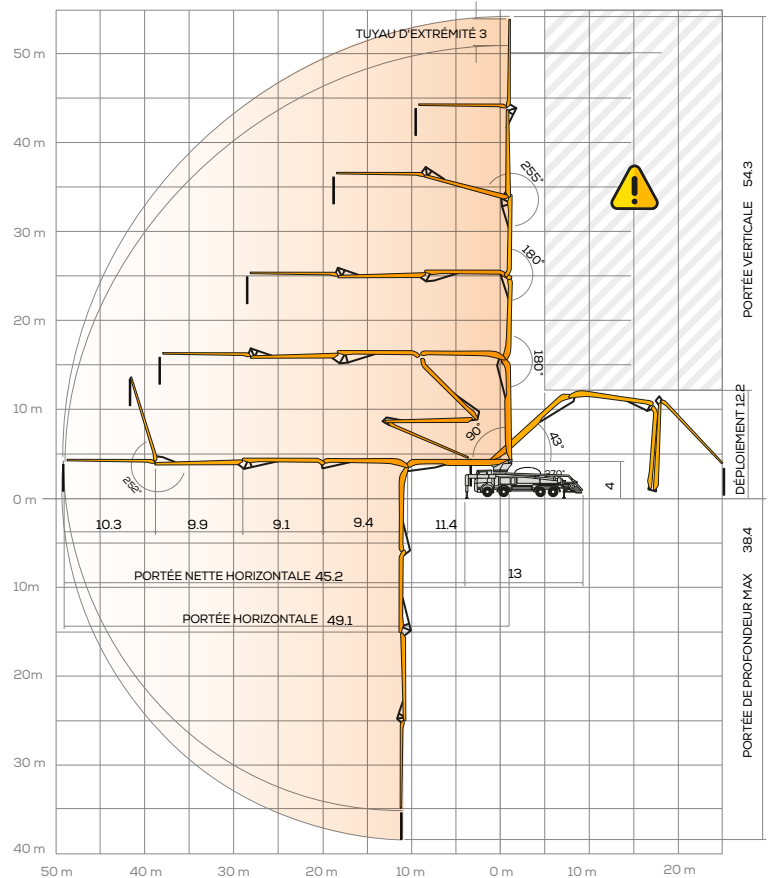 TUYAU D'EXTRÉMITÉ 3
50 m
40 m
30 m
20 m
10 m
0 m
10m
20 m
30 m
40 m
255°
180°
180°
90°
43°
252°
270°
4
10.3
9.9
9.1
9.4
11.4
13
PORTÉE NETTE HORIZONTALE 45.2
PORTÉE HORIZONTALE 49.1
PORTÉE VERTICALE 54.3
DÉPLOIEMENT 12.2
PORTÉE DE PROFONDEUR MAX 38.4
50 m
40 m
30 m
20 m
10 m
0 m
10 m
20 m